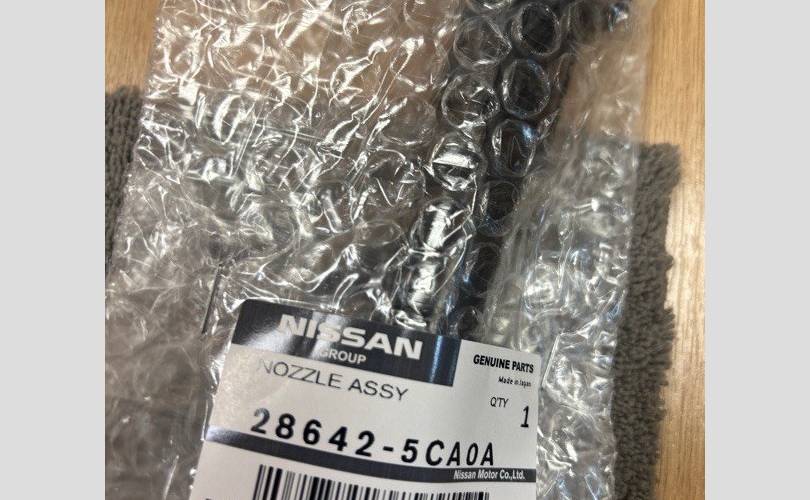 NISSAN
GROUP
GENUINE PARTS
Made in Japan
NOZZLE ASSY
Q'TY 1
28642-5CA0A
Nissan Motor Co.,Ltd.